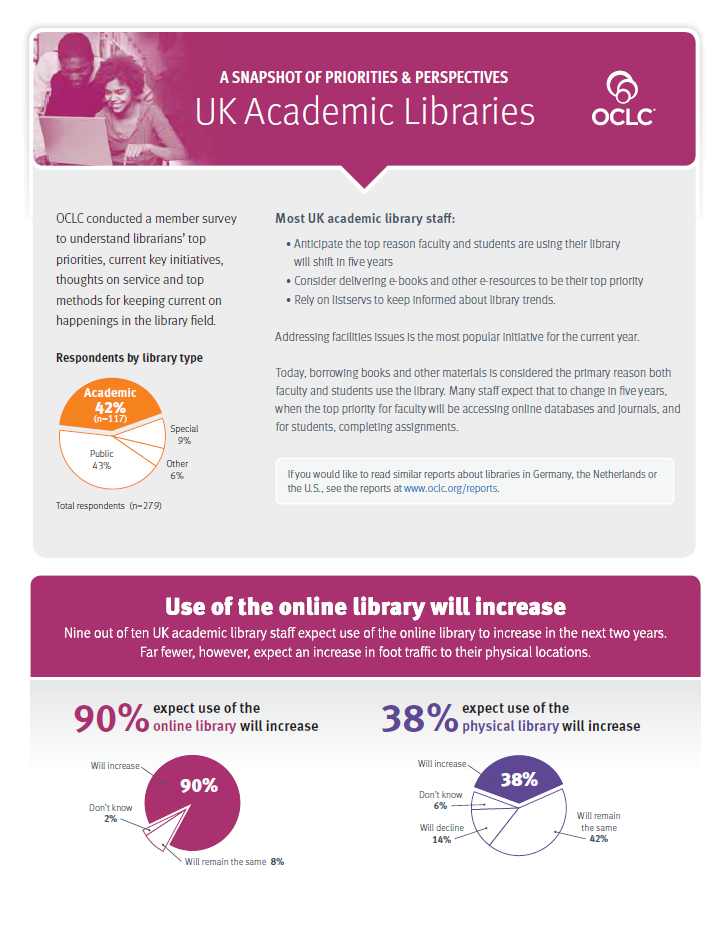 A SNAPSHOT OF PRIORITIES & PERSPECTIVES
UK Academic Libraries
OCLC
OCLC conducted a member survey
to understand librarians' top
priorities, current key initiatives,
thoughts on service and top
methods for keeping current on
happenings in the library field.
Respondents by library type
Academic
42%
(n=117)
Special
9%
Public
43%
Other
6%
Total respondents (n=279)
Most UK academic library staff:
• Anticipate the top reason faculty and students are using their library
will shift in five years
• Consider delivering e-books and other e-resources to be their top priority
• Rely on listservs to keep informed about library trends.
Addressing facilities issues is the most popular initiative for the current year.
Today, borrowing books and other materials is considered the primary reason both
faculty and students use the library. Many staff expect that to change in five years,
when the top priority for faculty will be accessing online databases and journals, and
for students, completing assignments.
If you would like to read similar reports about libraries in Germany, the Netherlands or
the U.S., see the reports at www.oclc.org/reports.
Use of the online library will increase
Nine out of ten UK academic library staff expect use of the online library to increase in the next two years.
Far fewer, however, expect an increase in foot traffic to their physical locations.
90% expect use of the
online library will increase
Will increase
90%
Don't know
2%
Will remain the same 8%
38% expect use of the
physical library will increase
Will increase
38%
Don't know
6%
Will decline
14%
Will remain
the same
42%